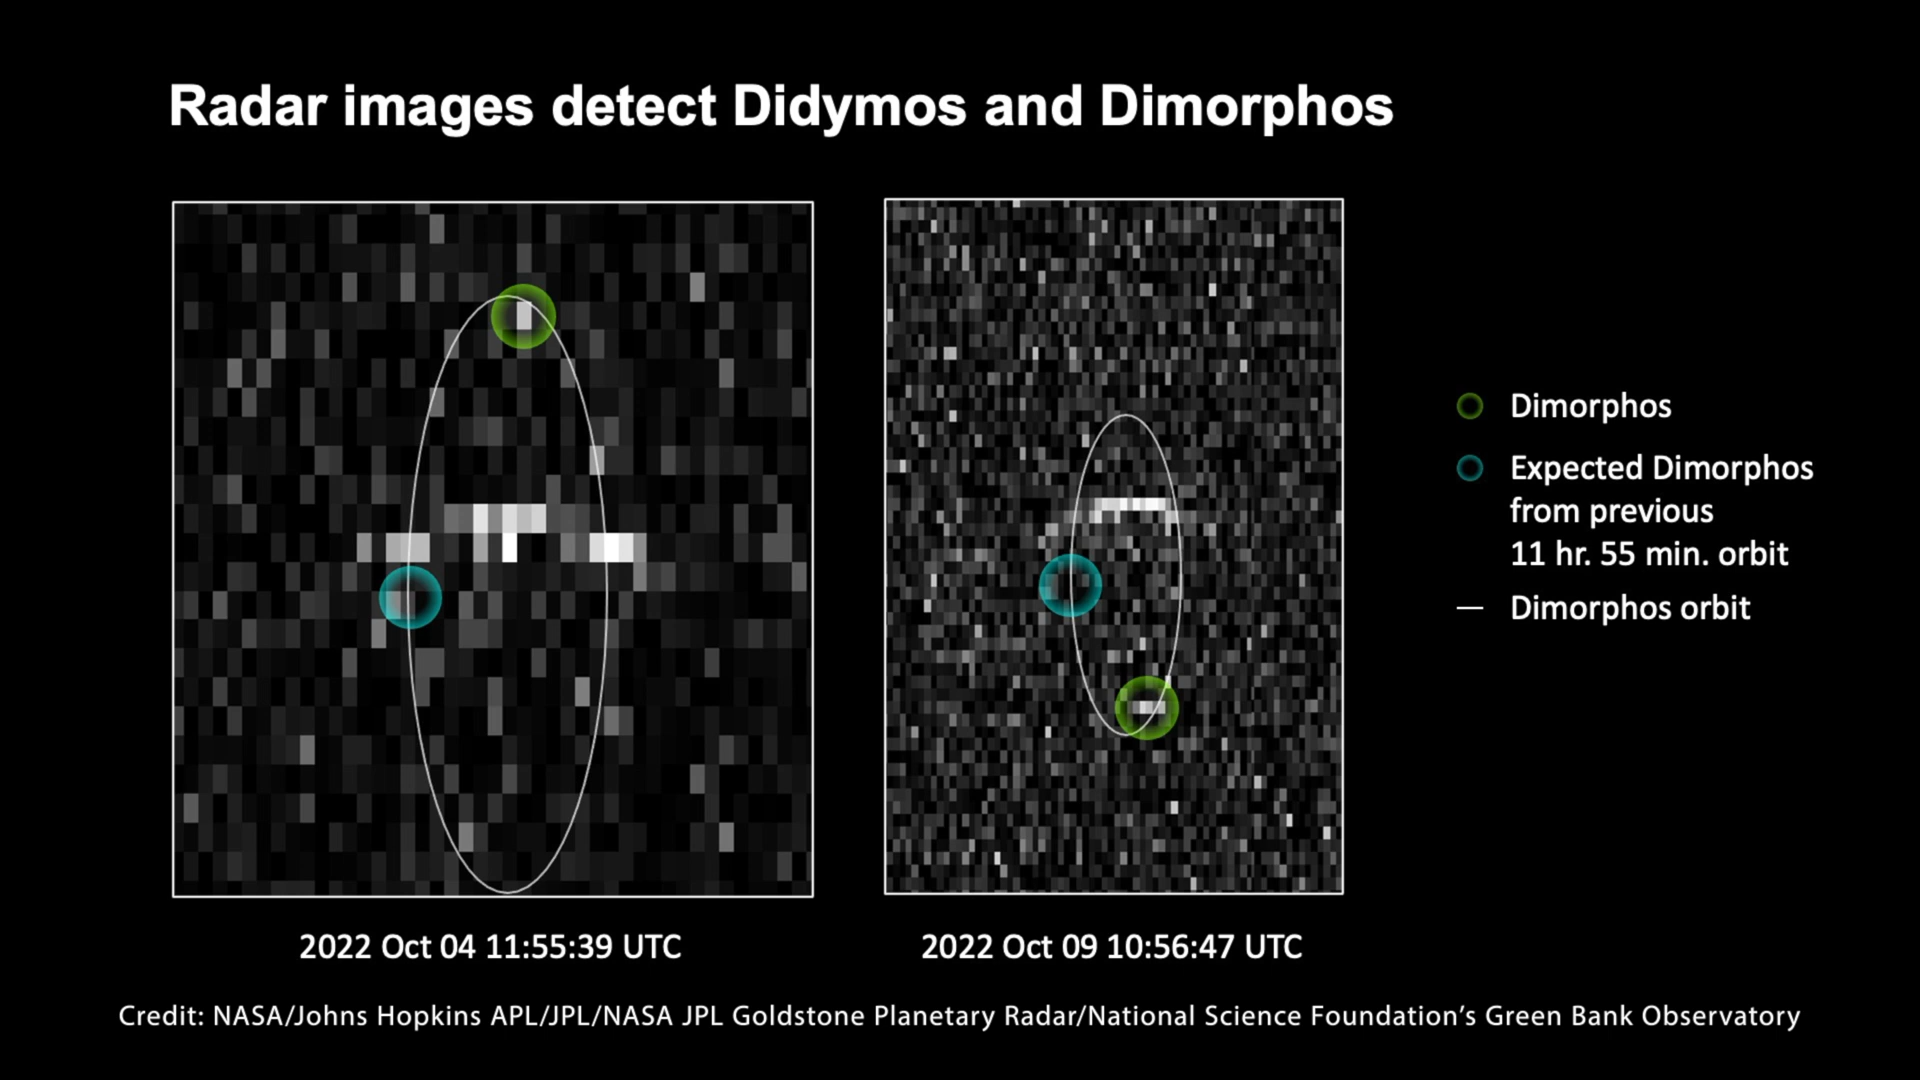 Radar images detect Didymos and Dimorphos
Dimorphos
Expected Dimorphos
from previous
11 hr. 55 min. orbit
Dimorphos orbit
2022 Oct 04 11:55:39 UTC
2022 Oct 09 10:56:47 UTC
Credit: NASA/Johns Hopkins APL/JPL/NASA JPL Goldstone Planetary Radar/National Science Foundation’s Green Bank Observatory